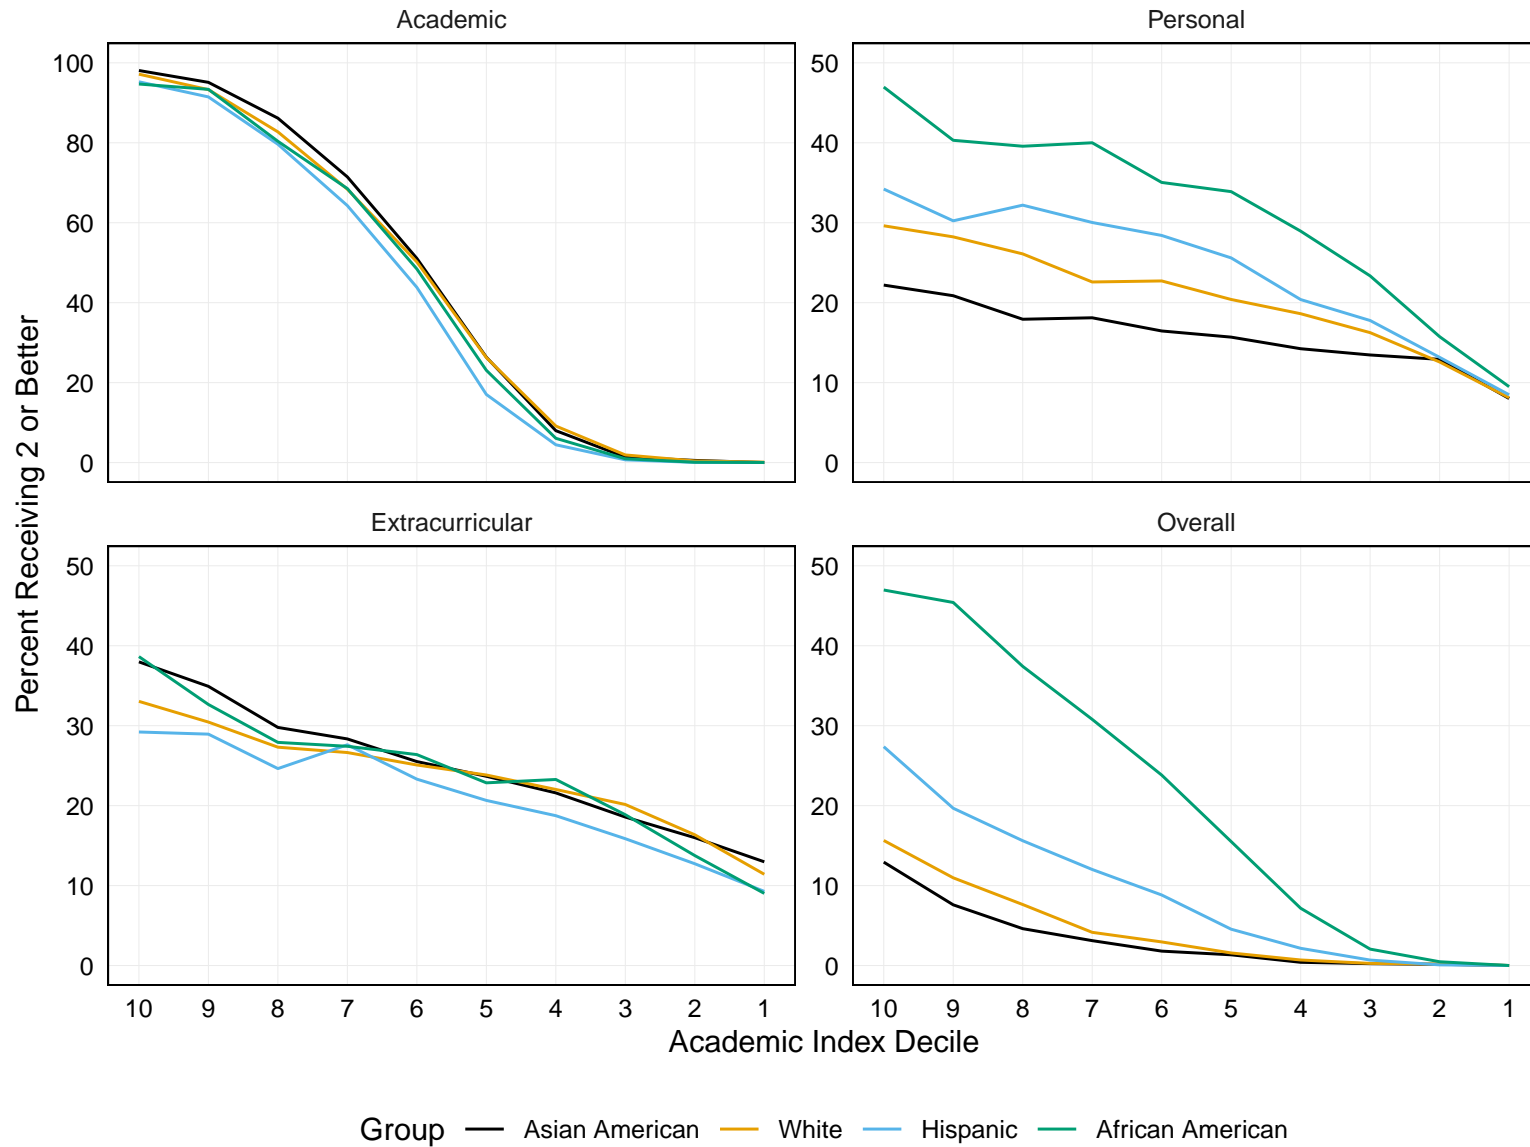 Academic
Personal
100
80
60
40
20
0
50
40
30
20
10
0
Percent Receiving 2 or Better
Extracurricular
Overall
50
40
30
20
10
0
50
40
30
20
10
0
10 9 8 7 6 5 4 3 2 1
10 9 8 7 6 5 4 3 2 1
Academic Index Decile
Group Asian American White Hispanic African American